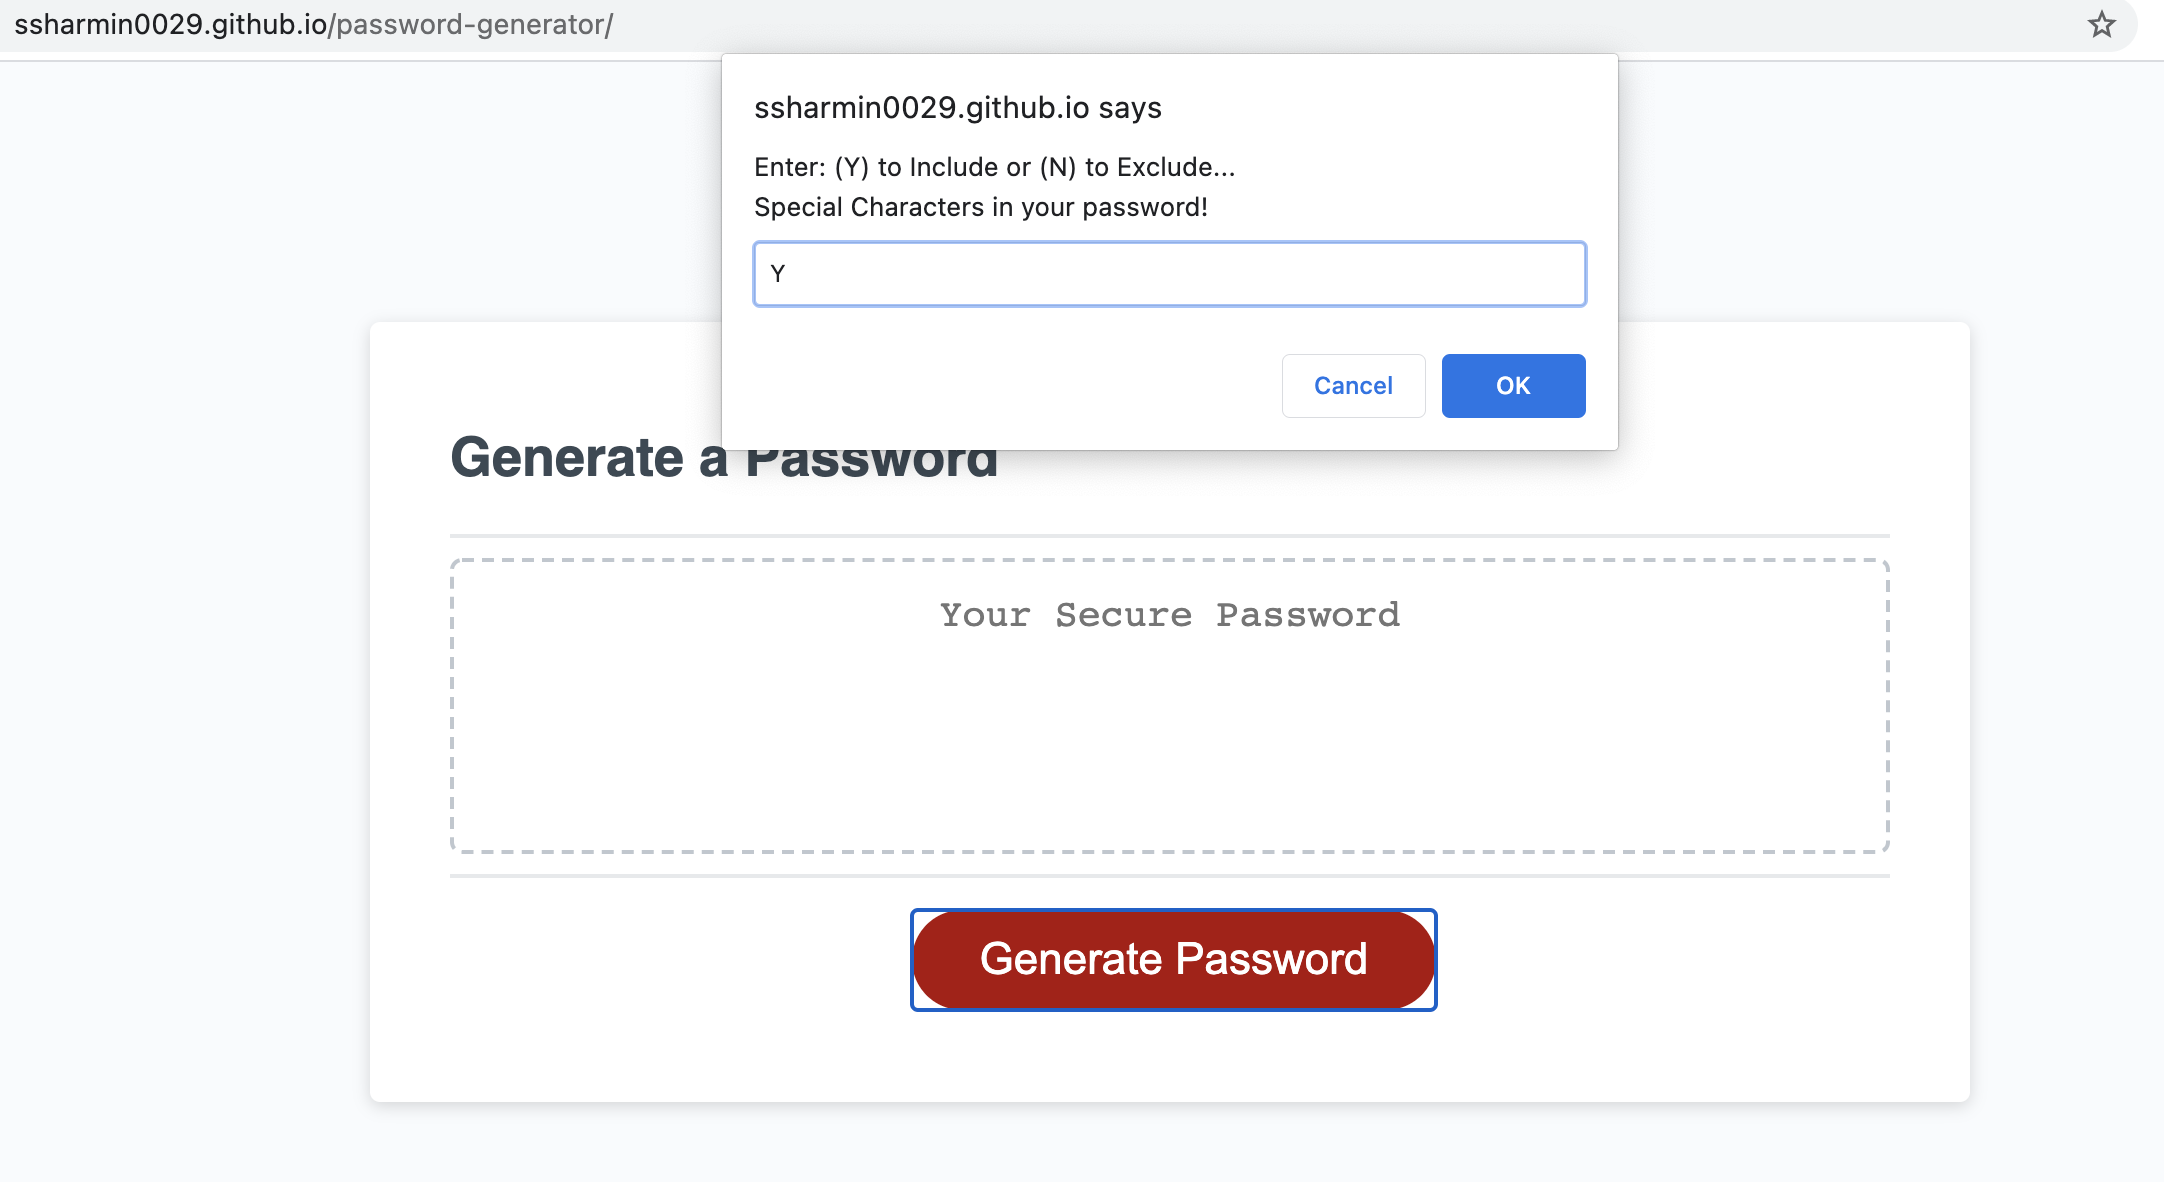 ssharmin0029.github.io/password-generator/
ssharmin0029.github.io says
Enter: (Y) to Include or (N) to Exclude...
Special Characters in your password!
Y
Cancel
OK
Generate a Password
Your Secure Password
Generate Password